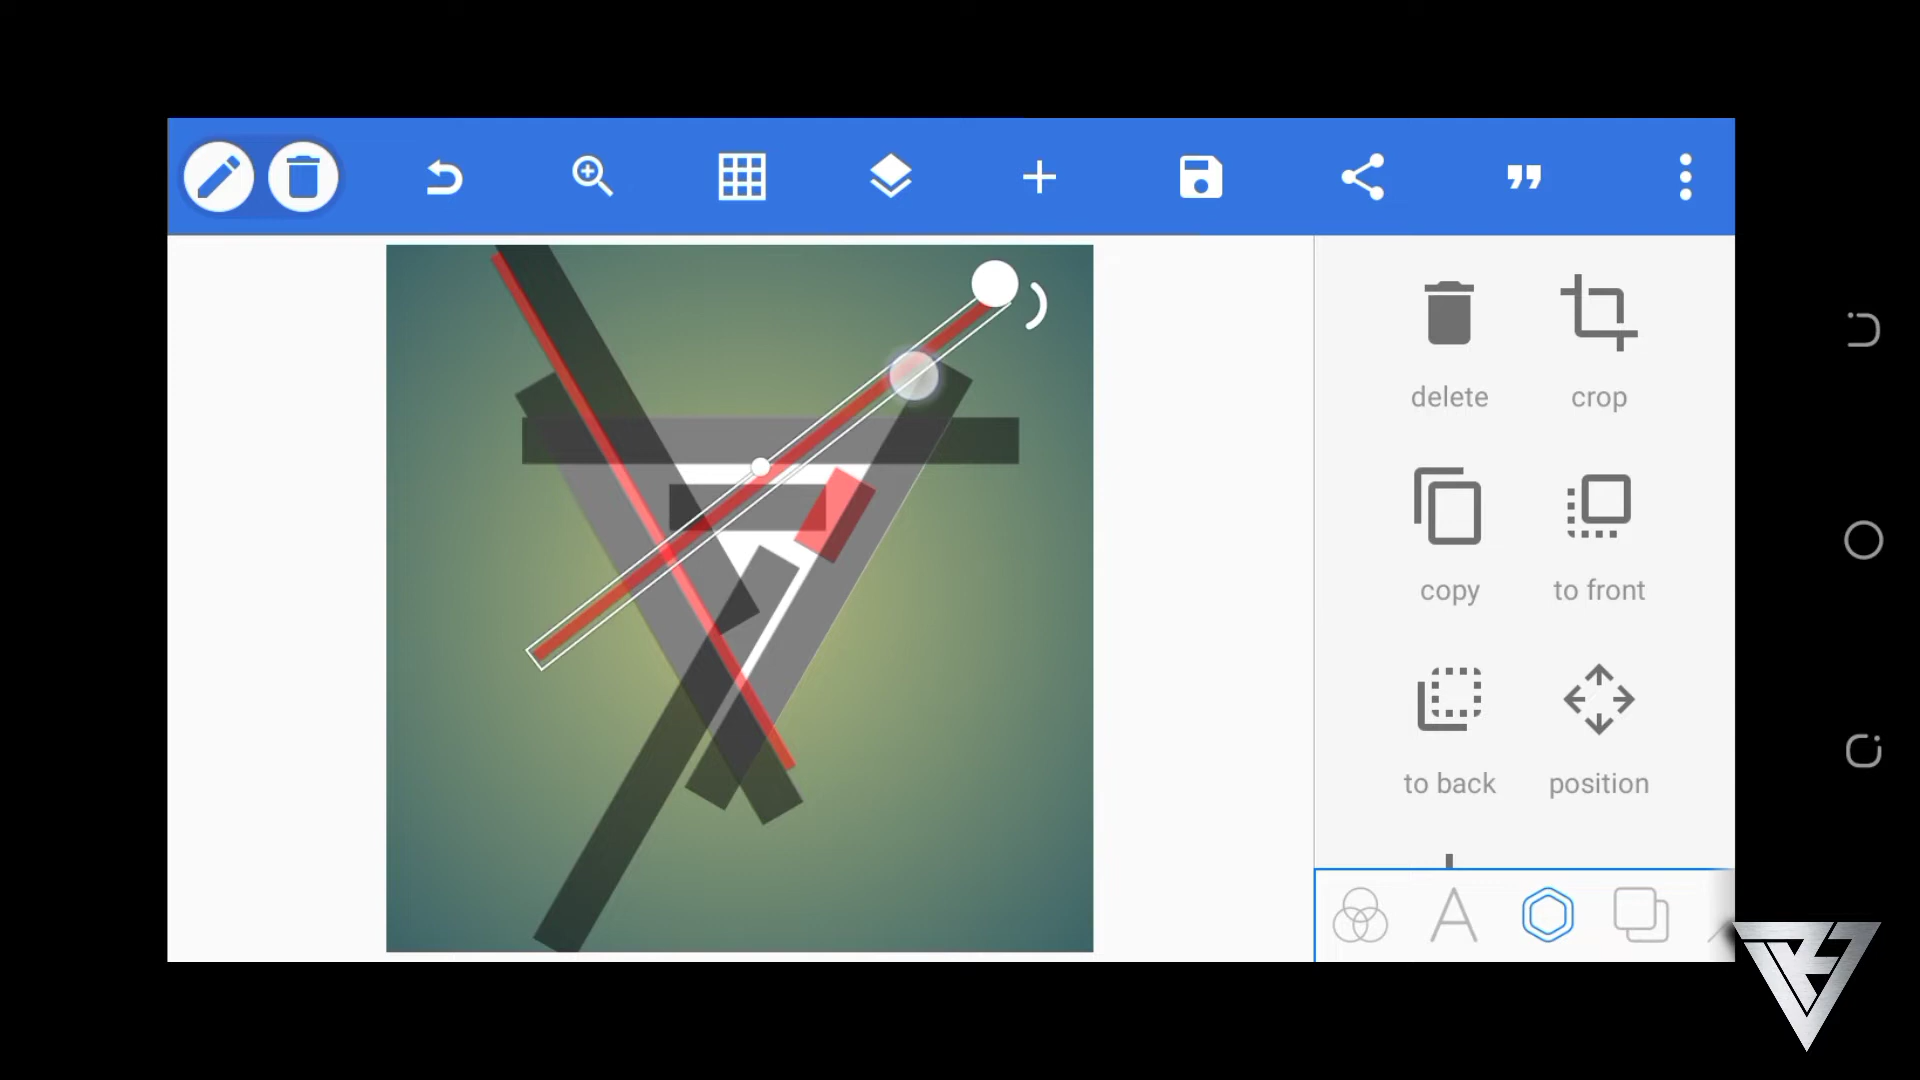 delete
crop
copy
to front
to back
position